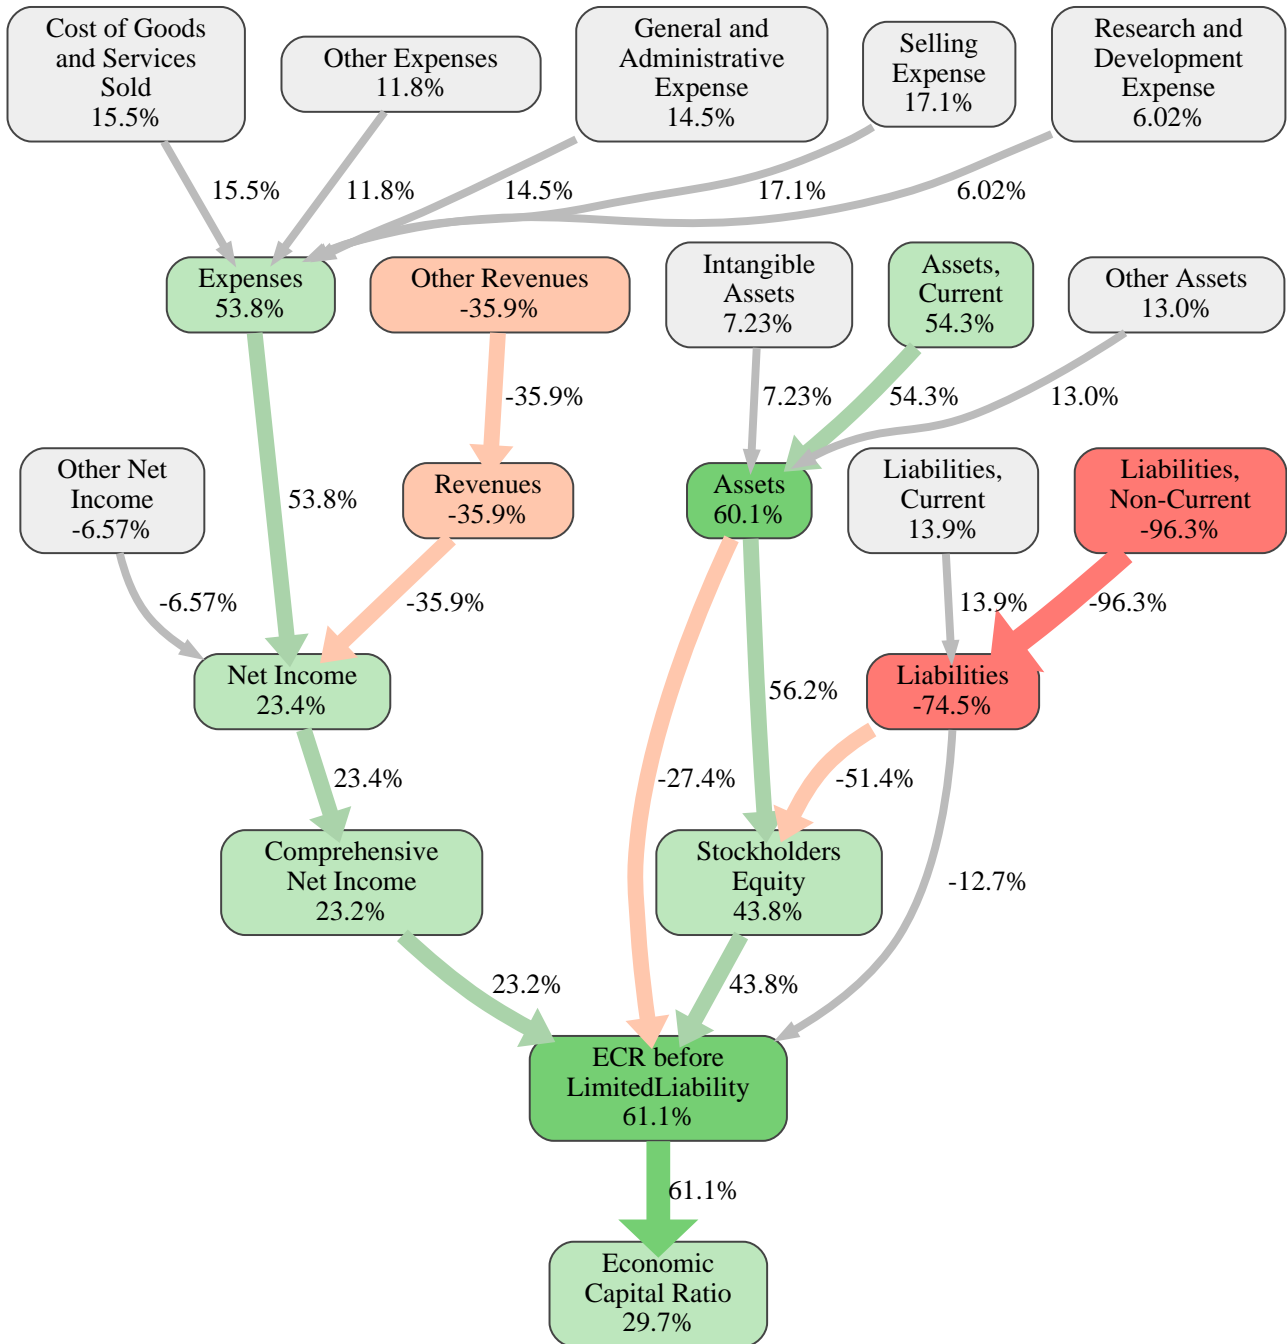 Cost of Goods
and Services
Sold
15.5%
Other Expenses
11.8%
General and
Administrative
Expense
14.5%
Selling
Expense
17.1%
Research and
Development
Expense
6.02%
15.5%
11.8%
14.5%
17.1%
6.02%
Expenses
53.8%
Other Revenues
-35.9%
Intangible
Assets
7.23%
Assets,
Current
54.3%
Other Assets
13.0%
-35.9%
7.23%
54.3%
13.0%
Other Net
Income
-6.57%
53.8%
Revenues
-35.9%
Assets
60.1%
Liabilities,
Current
13.9%
Liabilities,
Non-Current
-96.3%
-6.57%
-35.9%
13.9%
-96.3%
Net Income
23.4%
56.2%
Liabilities
-74.5%
23.4%
-27.4%
-51.4%
Comprehensive
Net Income
23.2%
Stockholders
Equity
43.8%
-12.7%
23.2%
43.8%
ECR before
LimitedLiability
61.1%
61.1%
Economic
Capital Ratio
29.7%